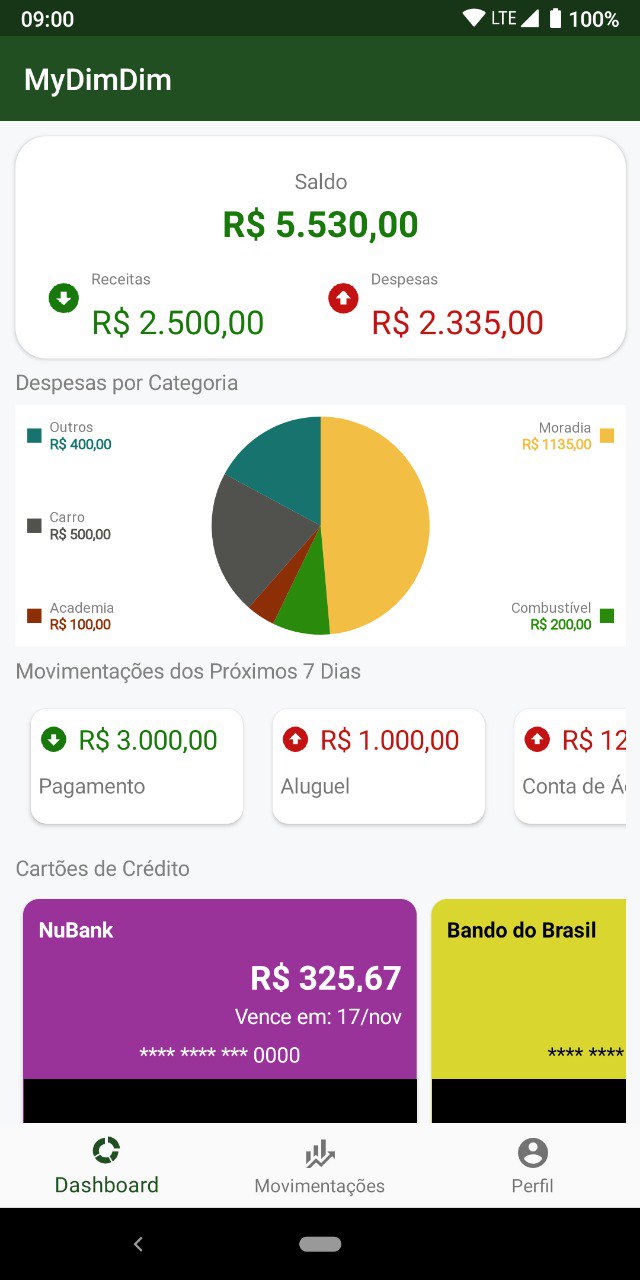 09:00 LTE 100%
MyDimDim
Saldo
R$ 5.530,00
Receitas
R$ 2.500,00
Despesas
R$ 2.335,00
Despesas por Categoria
Outros
R$ 400,00
Moradia
R$ 1135,00
Carro
R$ 500,00
Academia
R$ 100,00
Combustível
R$ 200,00
Movimentações dos Próximos 7 Dias
R$ 3.000,00
Pagamento
R$ 1.000,00
Aluguel
R$ 12
Conta de Á
Cartões de Crédito
NuBank
R$ 325,67
Vence em: 17/nov
**** **** *** 0000
Bando do Brasil
**** ****
Dashboard
Movimentações
Perfil